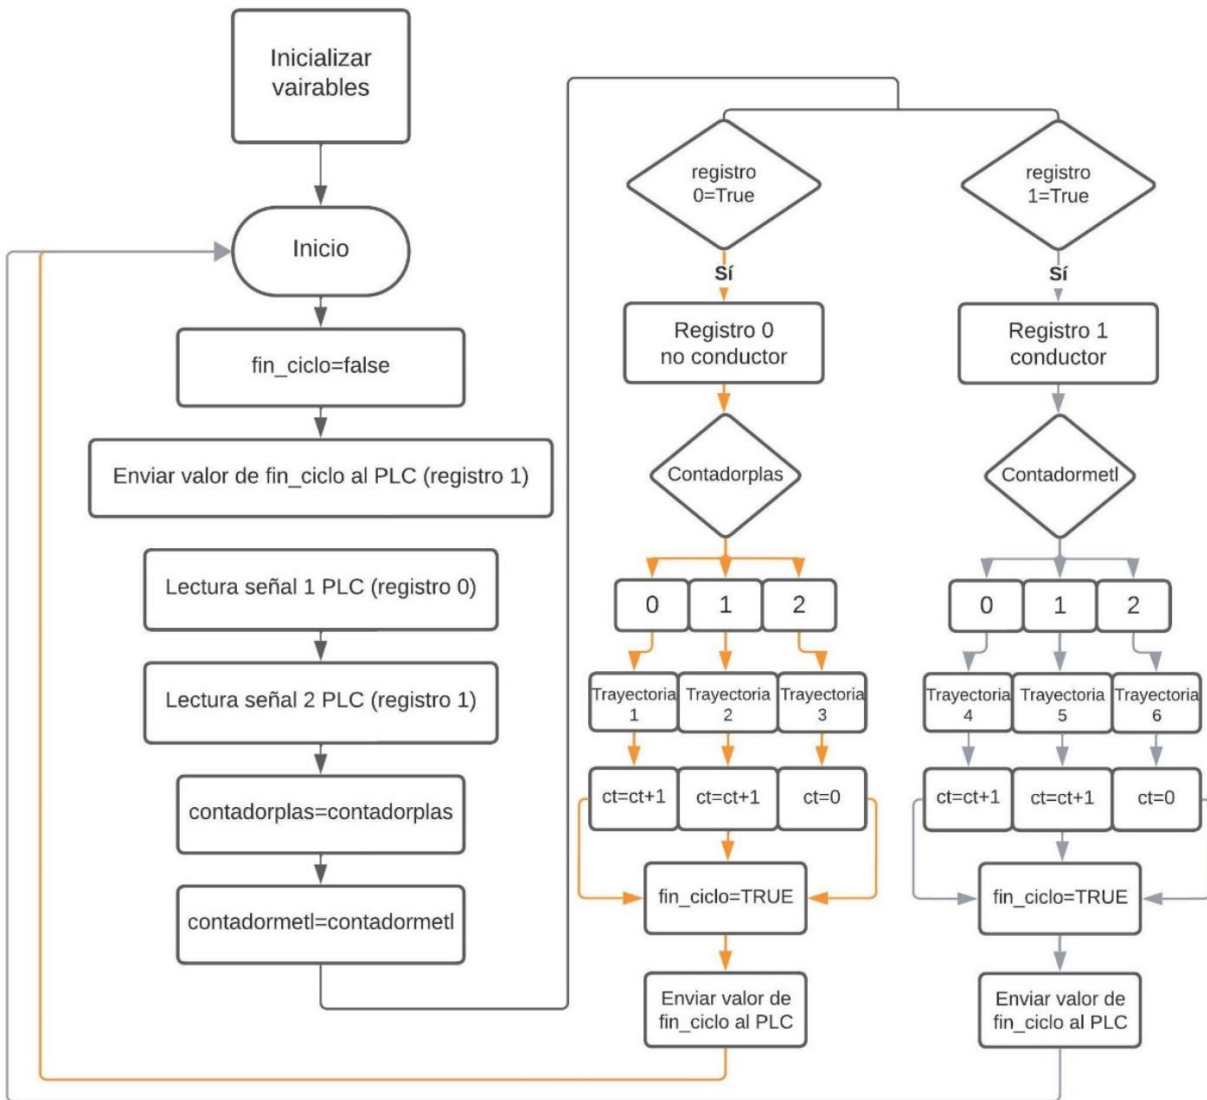 Inicializar
vairables
Inicio
fin_ciclo=false
Enviar valor de fin_ciclo al PLC (registro 1)
Lectura señal 1 PLC (registro 0)
Lectura señal 2 PLC (registro 1)
contadorplas=contadorplas
contadormetl=contadormetl
registro
0=True
Sí
Registro 0
no conductor
Contadorplas
0 1 2
Trayectoria
1
Trayectoria
2
Trayectoria
3
ct=ct+1 ct=ct+1 ct=0
fin_ciclo=TRUE
Enviar valor de
fin_ciclo al PLC
registro
1=True
Sí
Registro 1
conductor
Contadormetl
0 1 2
Trayectoria
4
Trayectoria
5
Trayectoria
6
ct=ct+1 ct=ct+1 ct=0
fin_ciclo=TRUE
Enviar valor de
fin_ciclo al PLC